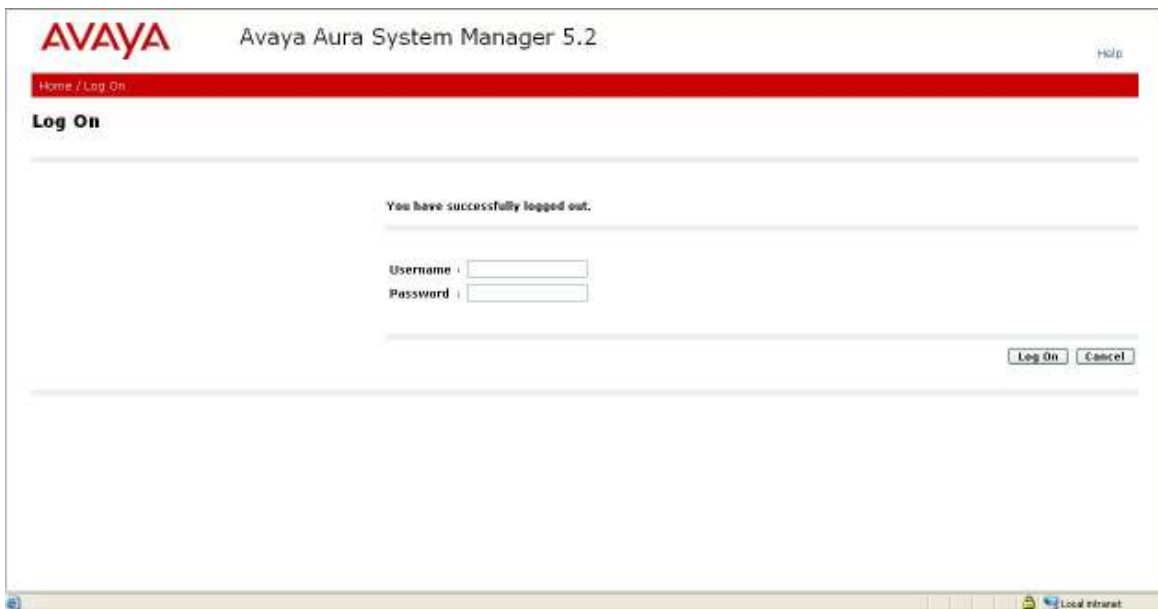 AVAYA
Avaya Aura System Manager 5.2
Help
Home / Log On
Log On
You have successfully logged out.
Username :
Password :
Log On Cancel
Local intranet